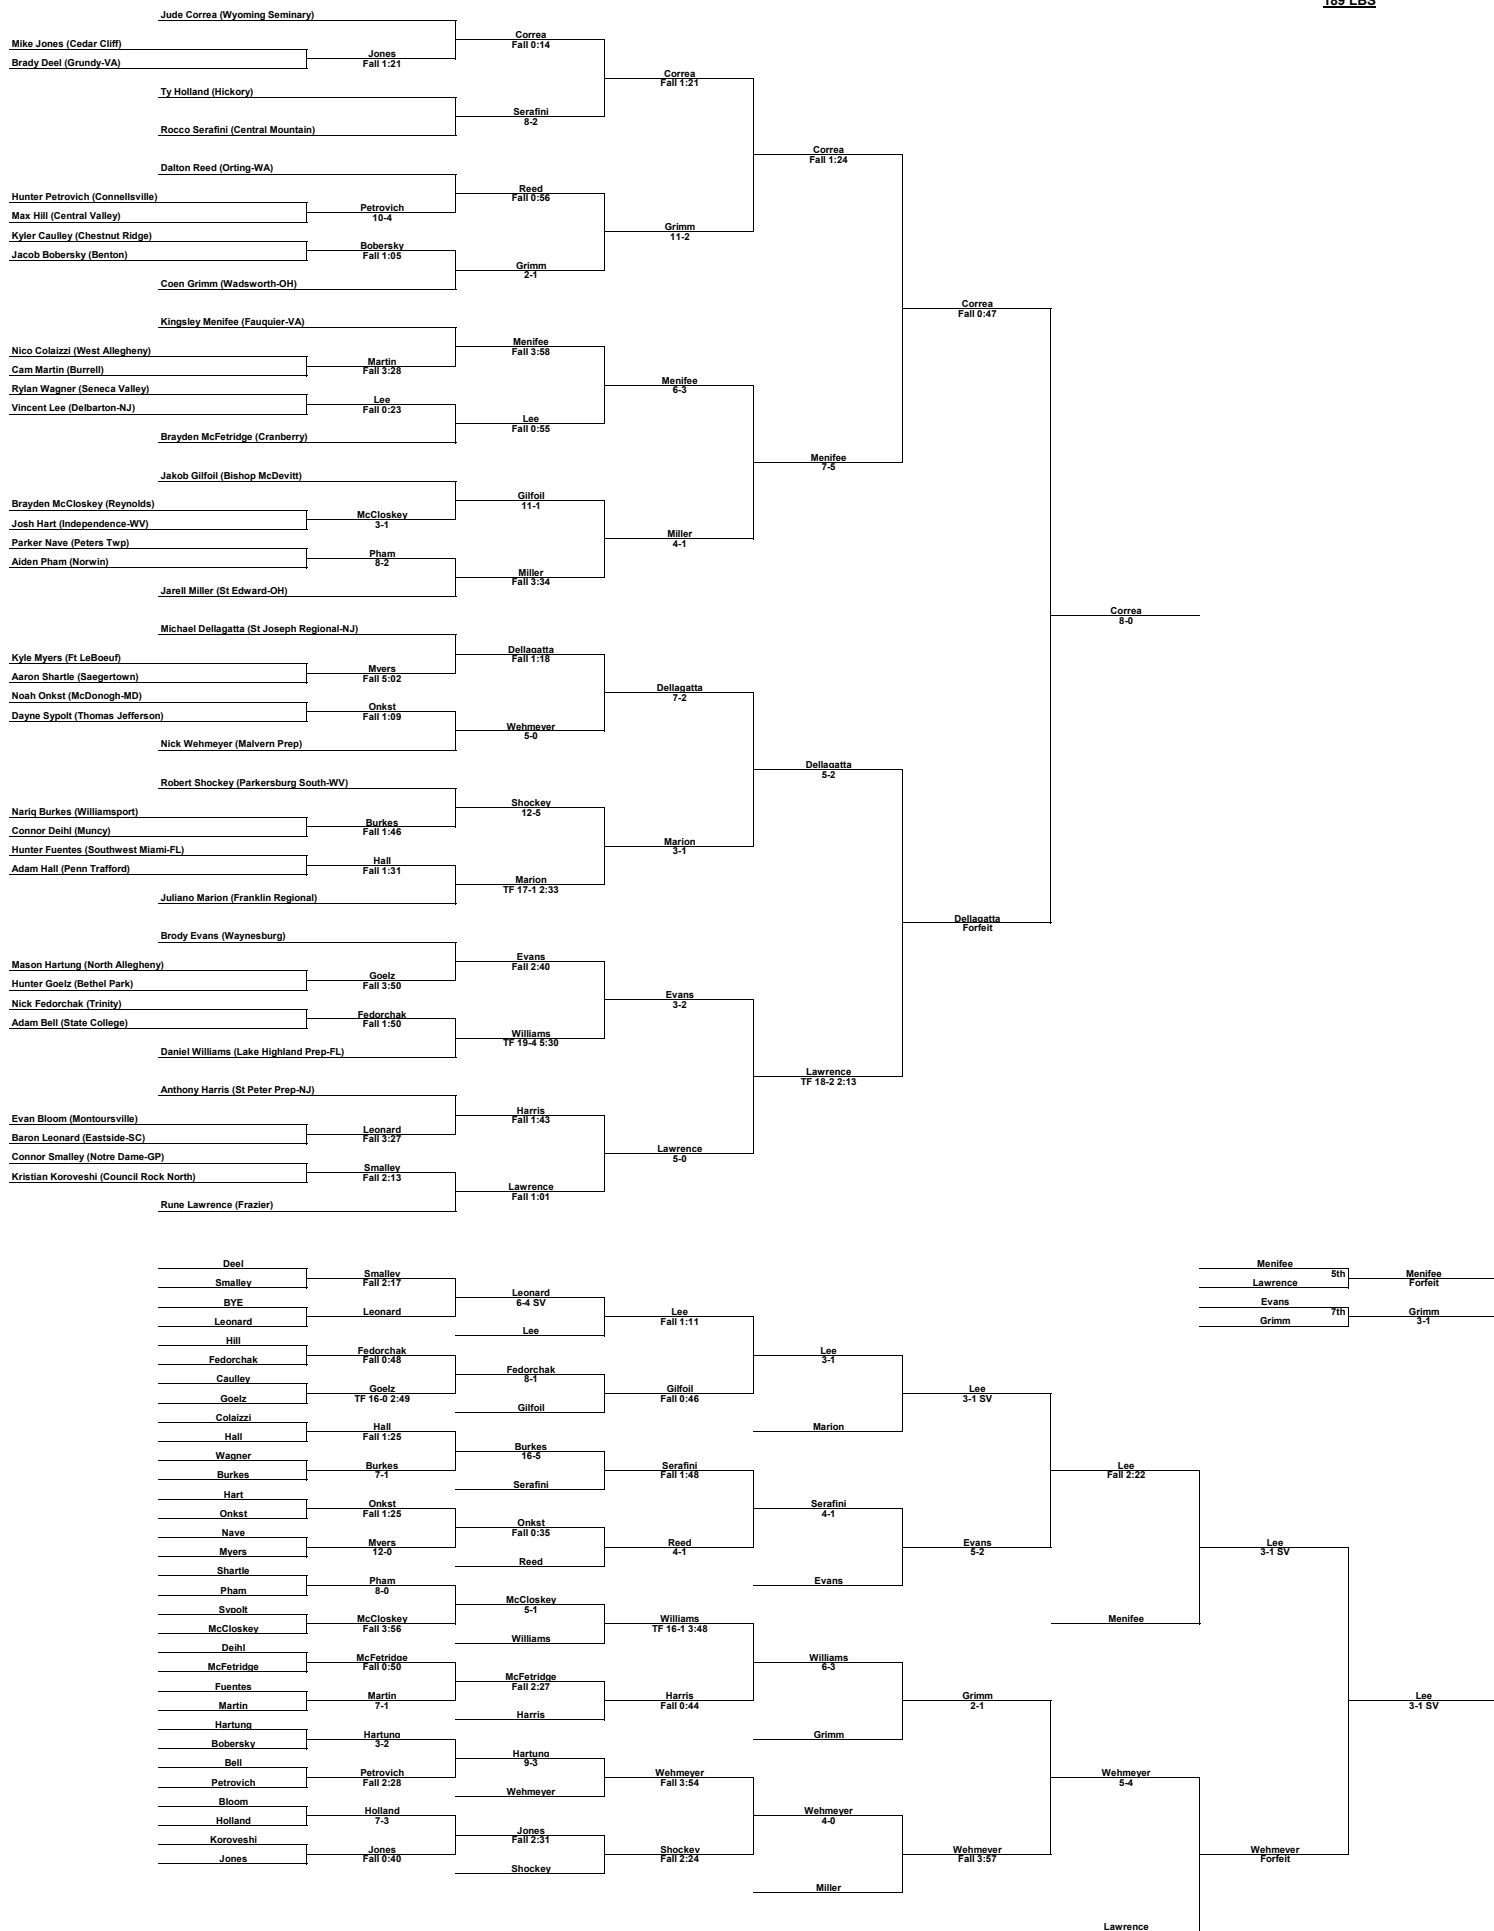 189 LBS
Jude Correa (Wyoming Seminary)
Correa
Mike Jones (Cedar Cliff)
Fall 0:14
Jones
Brady Deel (Grundy-VA)
Fall 1:21
Correa
Fall 1:21
Ty Holland (Hickory)
Serafini
8-2
Rocco Serafini (Central Mountain)
Correa
Fall 1:24
Dalton Reed (Orting-WA)
Reed
Hunter Petrovich (Connellsville)
Fall 0:56
Petrovich
Max Hill (Central Valley)
10-4
Grimm
Kyler Caulley (Chestnut Ridge)
11-2
Bobersky
Jacob Bobersky (Benton)
Fall 1:05
Grimm
2-1
Coen Grimm (Wadsworth-OH)
Correa
Fall 0:47
Kingsley Menifee (Fauquier-VA)
Menifee
Nico Colaizzi (West Allegheny)
Fall 3:58
Martin
Cam Martin (Burrell)
Fall 3:28
Menifee
Rylan Wagner (Seneca Valley)
6-3
Lee
Vincent Lee (Delbarton-NJ)
Fall 0:23
Lee
Fall 0:55
Brayden McFetridge (Cranberry)
Menifee
7-5
Jakob Gilfoil (Bishop McDevitt)
Gilfoil
Brayden McCloskey (Reynolds)
11-1
McCloskey
Josh Hart (Independence-WV)
3-1
Miller
Parker Nave (Peters Twp)
4-1
Pham
Aiden Pham (Norwin)
8-2
Miller
Fall 3:34
Jarell Miller (St Edward-OH)
Correa
8-0
Michael Dellagatta (St Joseph Regional-NJ)
Dellagatta
Kyle Myers (Ft LeBoeuf)
Fall 1:18
Myers
Aaron Shartle (Saegertown)
Fall 5:02
Dellagatta
Noah Onkst (McDonogh-MD)
7-2
Onkst
Dayne Sypolt (Thomas Jefferson)
Fall 1:09
Wehmeyer
5-0
Nick Wehmeyer (Malvern Prep)
Dellagatta
5-2
Robert Shockey (Parkersburg South-WV)
Shockey
Nariq Burkes (Williamsport)
12-5
Burkes
Connor Deihl (Muncy)
Fall 1:46
Marion
Hunter Fuentes (Southwest Miami-FL)
3-1
Hall
Adam Hall (Penn Trafford)
Fall 1:31
Marion
TF 17-1 2:33
Juliano Marion (Franklin Regional)
Dellagatta
Forfeit
Brody Evans (Waynesburg)
Evans
Mason Hartung (North Allegheny)
Fall 2:40
Goelz
Hunter Goelz (Bethel Park)
Fall 3:50
Evans
Nick Fedorchak (Trinity)
3-2
Fedorchak
Adam Bell (State College)
Fall 1:50
Williams
TF 19-4 5:30
Daniel Williams (Lake Highland Prep-FL)
Lawrence
TF 18-2 2:13
Anthony Harris (St Peter Prep-NJ)
Harris
Evan Bloom (Montoursville)
Fall 1:43
Leonard
Baron Leonard (Eastside-SC)
Fall 3:27
Lawrence
Connor Smalley (Notre Dame-GP)
5-0
Smalley
Kristian Koroveshi (Council Rock North)
Fall 2:13
Lawrence
Fall 1:01
Rune Lawrence (Frazier)
Deel
Smalley
Smalley
Fall 2:17
Menifee
5th
Lawrence
Menifee
Forfeit
BYE
Leonard
Leonard
Leonard
6-4 SV
Lee
Lee
Fall 1:11
Evans
7th
Grimm
Grimm
3-1
Hill
Fedorchak
Fedorchak
Fall 0:48
Lee
3-1
Caulley
Goelz
Goelz
TF 16-0 2:49
Fedorchak
8-1
Gilfoil
Gilfoil
Fall 0:46
Lee
3-1 SV
Colaizzi
Hall
Hall
Fall 1:25
Marion
Wagner
Burkes
Burkes
7-1
Burkes
16-5
Serafini
Serafini
Fall 1:48
Lee
Fall 2:22
Hart
Onkst
Onkst
Fall 1:25
Serafini
4-1
Nave
Myers
Myers
12-0
Onkst
Fall 0:35
Reed
Reed
4-1
Evans
5-2
Lee
3-1 SV
Shartle
Pham
Pham
8-0
Evans
Sypolt
McCloskey
McCloskey
Fall 3:56
McCloskey
5-1
Williams
Williams
TF 16-1 3:48
Menifee
Deihl
McFetridge
McFetridge
Fall 0:50
Williams
6-3
Fuentes
Martin
Martin
7-1
McFetridge
Fall 2:27
Harris
Harris
Fall 0:44
Grimm
2-1
Lee
3-1 SV
Hartung
Bobersky
Hartung
3-2
Grimm
Bell
Petrovich
Petrovich
Fall 2:28
Hartung
9-3
Wehmeyer
Wehmeyer
Fall 3:54
Wehmeyer
5-4
Bloom
Holland
Holland
7-3
Wehmeyer
4-0
Koroveshi
Jones
Jones
Fall 0:40
Jones
Fall 2:31
Shockey
Shockey
Fall 2:24
Wehmeyer
Fall 3:57
Wehmeyer
Forfeit
Miller
Lawrence